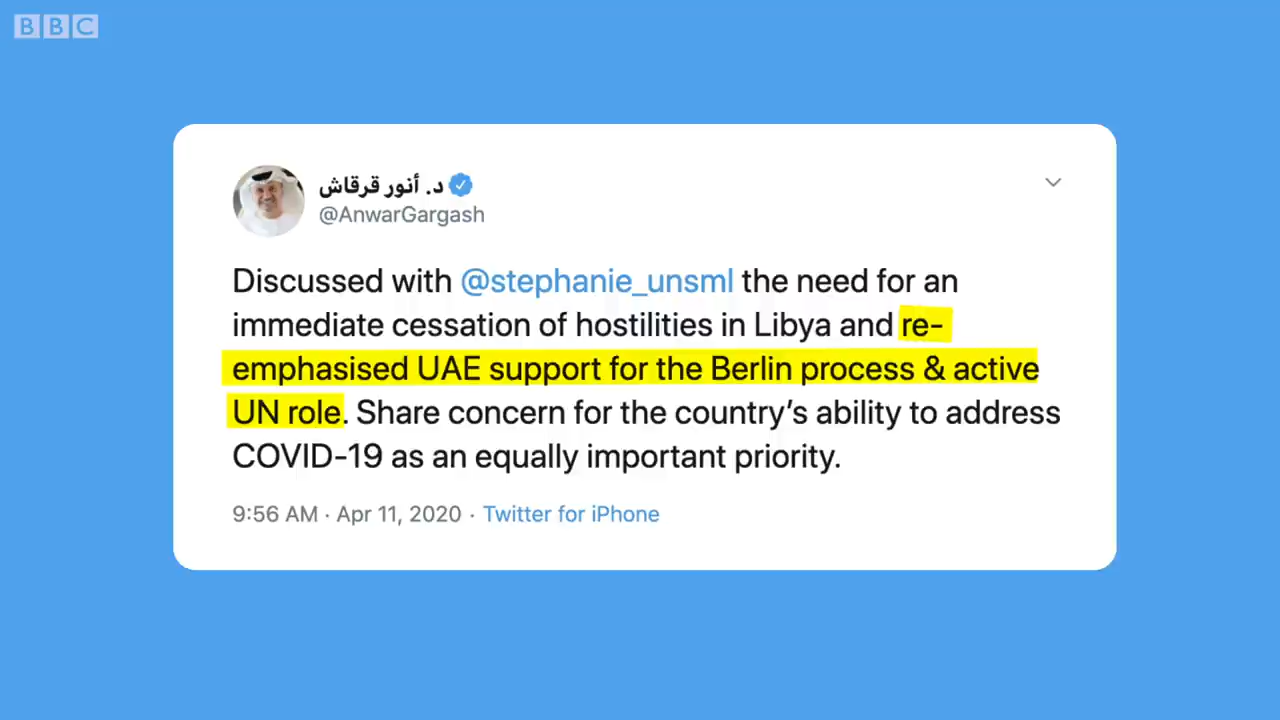 BBC
د. أنور قرقاش
@AnwarGargash
Discussed with @stephanie_unsml the need for an
immediate cessation of hostilities in Libya and re-
emphasised UAE support for the Berlin process & active
UN role. Share concern for the country’s ability to address
COVID-19 as an equally important priority.
9:56 AM · Apr 11, 2020 · Twitter for iPhone